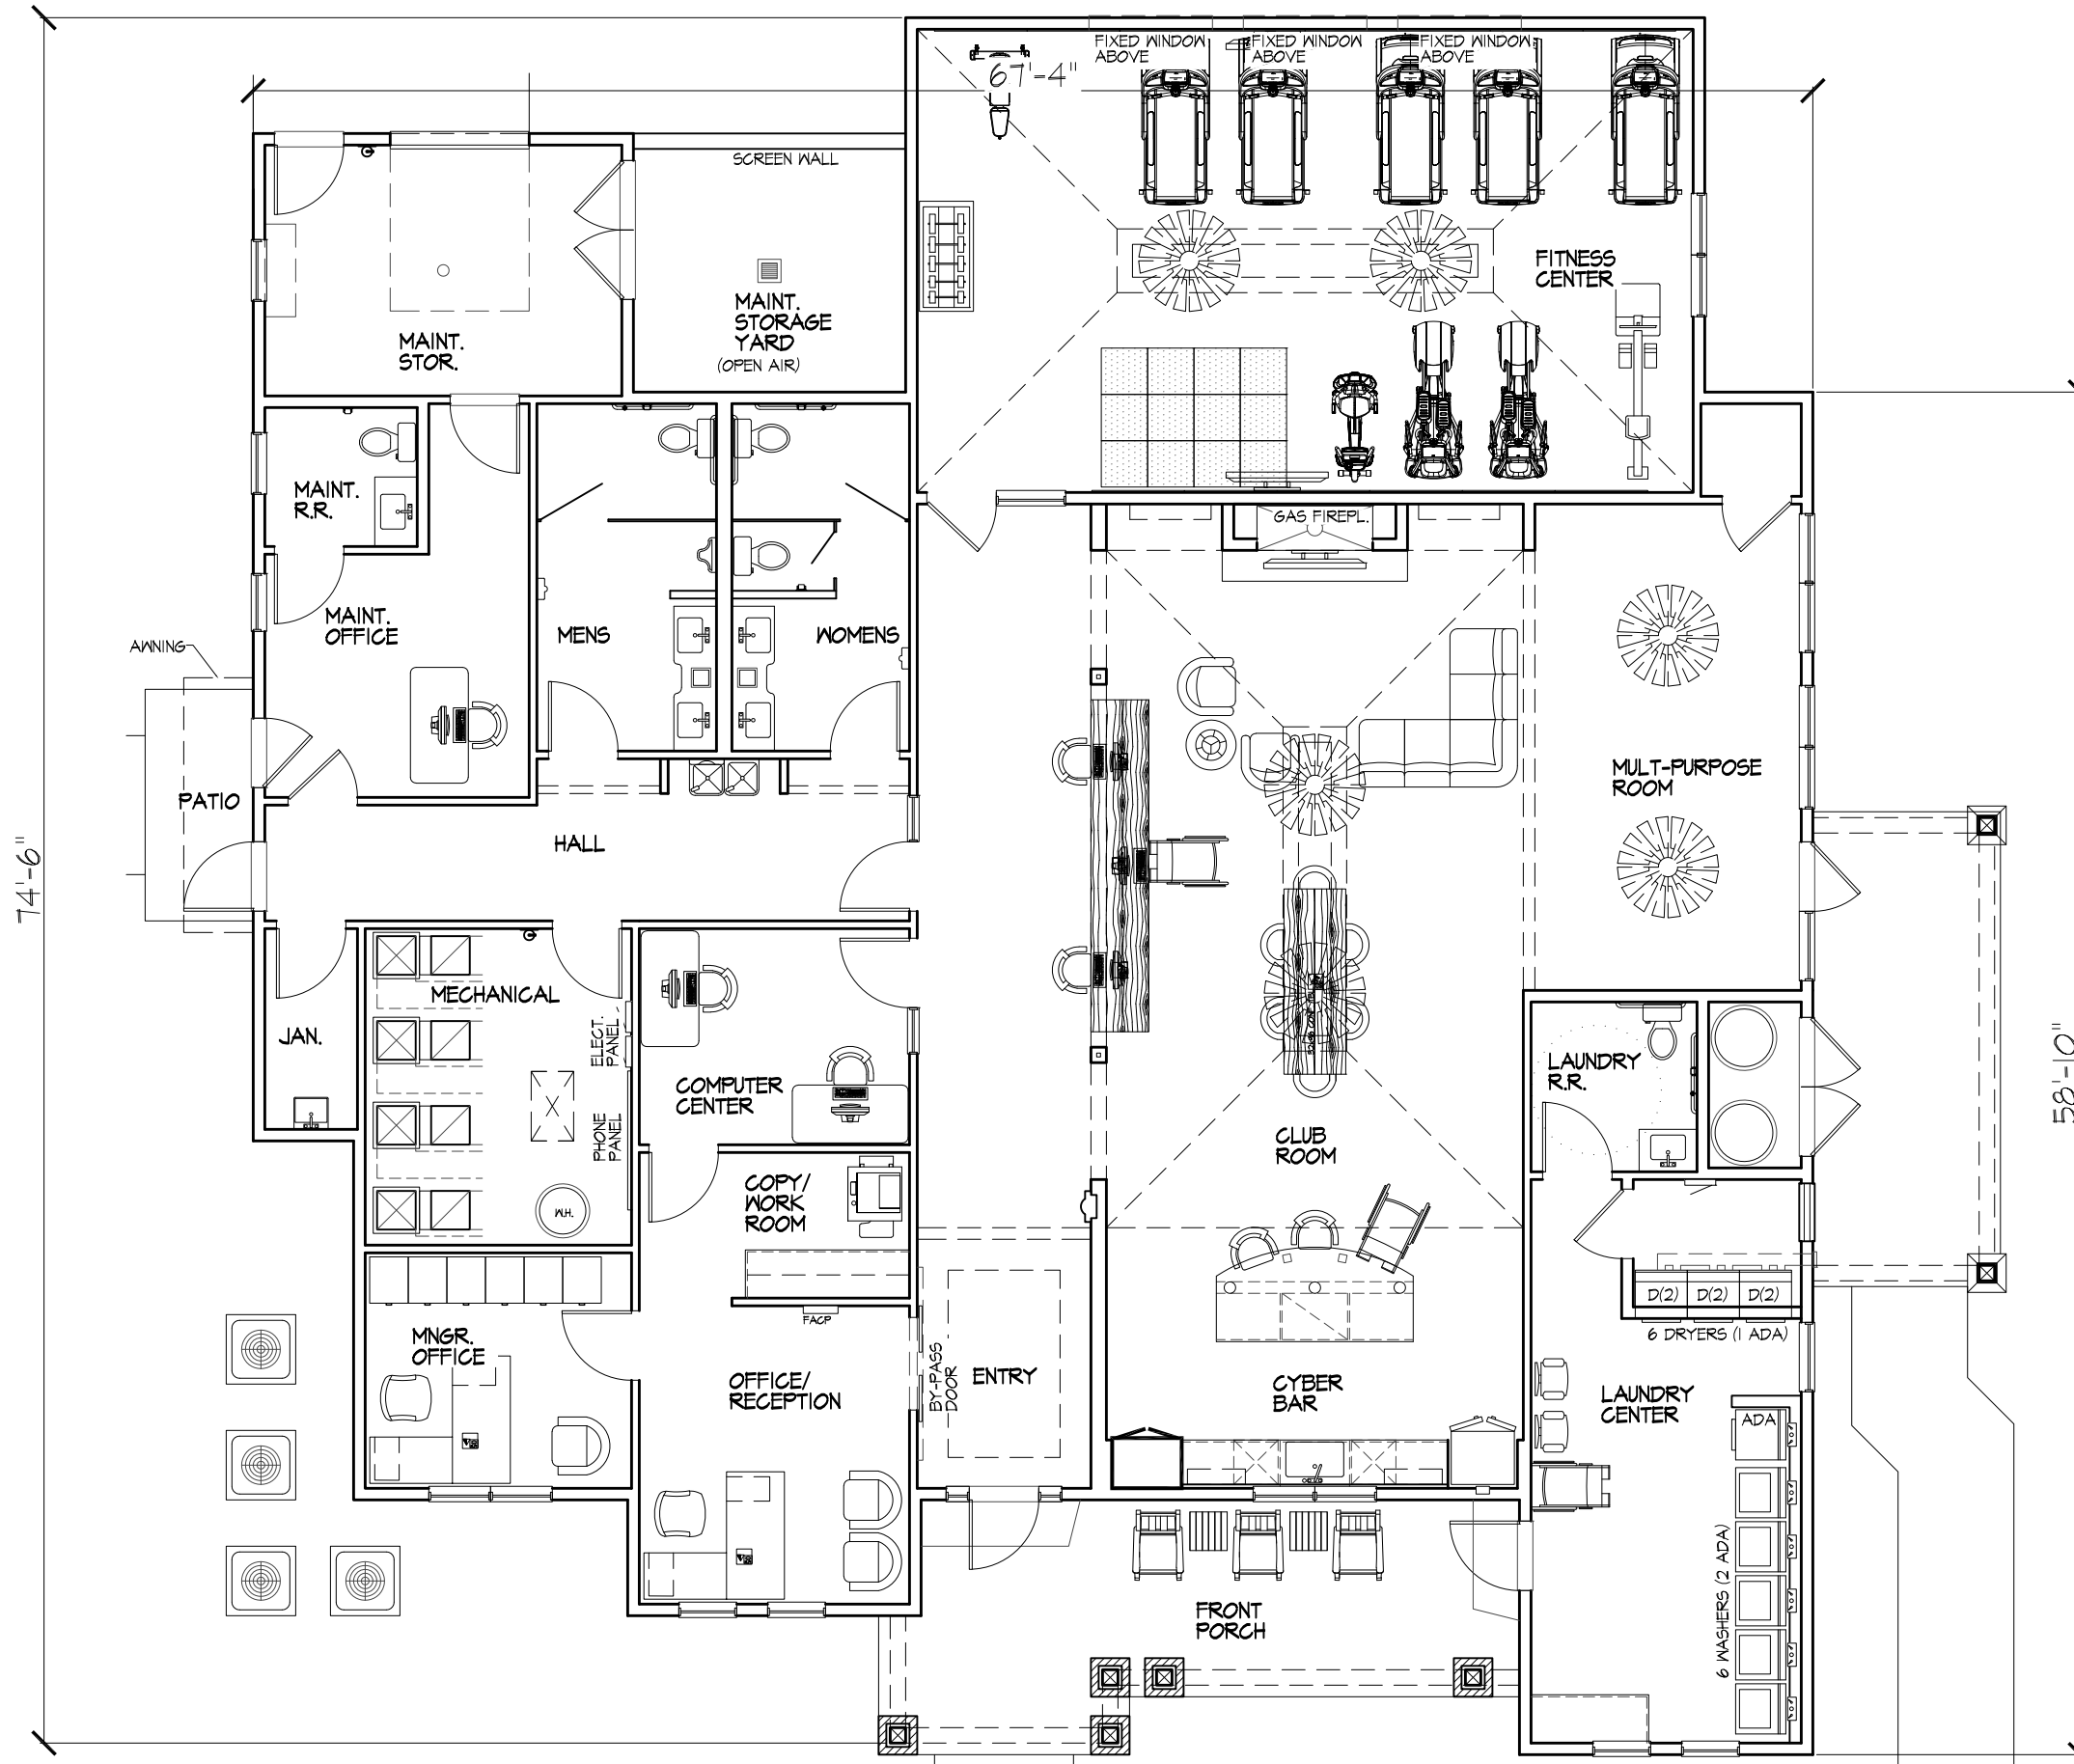 FIXED WINDOW
ABOVE
FIXED WINDOW
ABOVE
FIXED WINDOW
ABOVE
67'-4"
SCREEN WALL
MAINT.
STORAGE
YARD
(OPEN AIR)
MAINT.
STOR.
FITNESS
CENTER
MAINT.
R.R.
GAS FIREPL.
MAINT.
OFFICE
MENS
WOMENS
AWNING
PATIO
HALL
MULT-PURPOSE
ROOM
74'-6"
MECHANICAL
JAN.
ELECT.
PANEL
PHONE
PANEL
COMPUTER
CENTER
LAUNDRY
R.R.
58'-10"
CLUB
ROOM
COPY/
WORK
ROOM
W.H.
D(2)
D(2)
D(2)
6 DRYERS (1 ADA)
FACP
MNGR.
OFFICE
OFFICE/
RECEPTION
BY-PASS
DOOR
ENTRY
CYBER
BAR
LAUNDRY
CENTER
ADA
6 WASHERS (2 ADA)
FRONT
PORCH